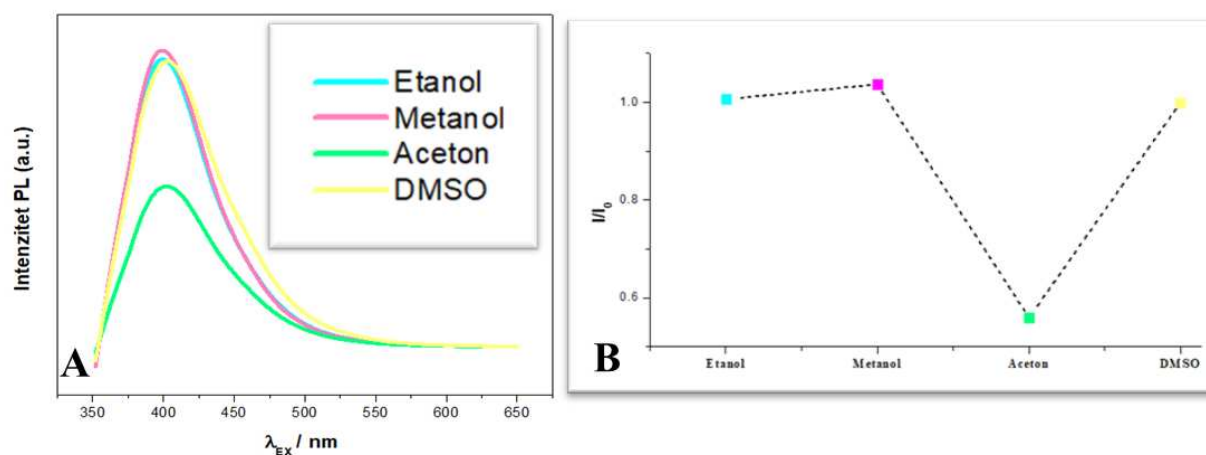 Intenzitet PL (a.u.)
Etanol
Metanol
Aceton
DMSO
A
350 400 450 500 550 600 650
λEX / nm
I/I0
1.0
0.8
0.6
B
Etanol Metanol Aceton DMSO